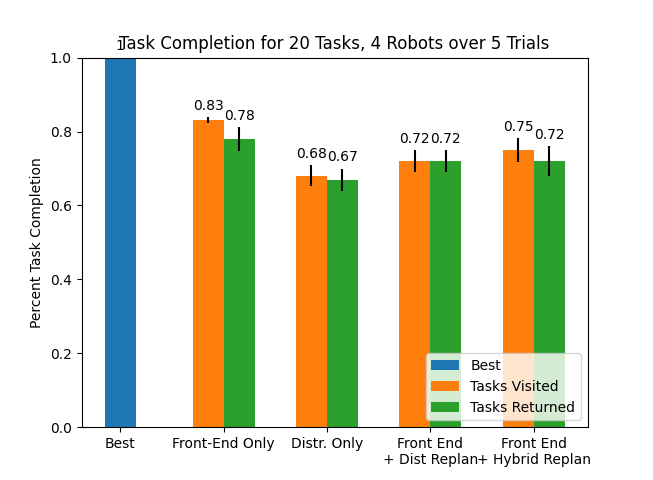 Task Completion for 20 Tasks, 4 Robots over 5 Trials
1
Percent Task Completion
1.0
0.8
0.6
0.4
0.2
0.0
0.83
0.78
0.68
0.67
0.72
0.72
0.75
0.72
Best
Tasks Visited
Tasks Returned
Best
Front-End Only
Distr. Only
Front End
+ Dist Replan
Front End
+ Hybrid Replan